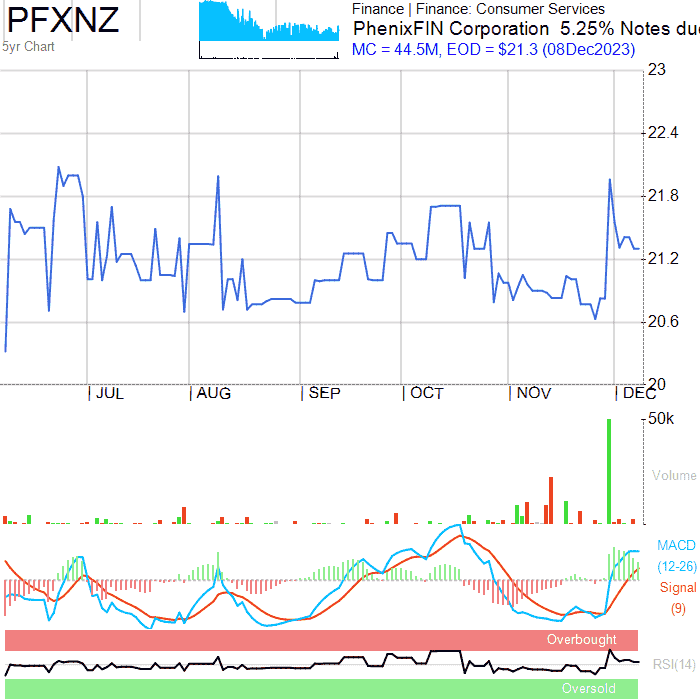 PFXNZ
5yr Chart
Finance | Finance: Consumer Services
PhenixFIN Corporation 5.25% Notes du
MC = 44.5M, EOD = $21.3 (08Dec2023)
23
22.4
21.8
21.2
20.6
20
JUL AUG SEP OCT NOV DEC
50k
Volume
MACD
(12-26)
Signal
(9)
Overbought
RSI(14)
Oversold